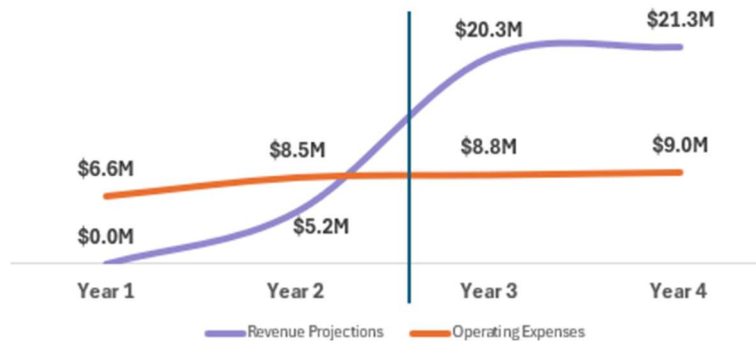 $21.3M
$20.3M
$8.5M
$8.8M
$9.0M
$6.6M
$0.0M
$5.2M
Year 1 Year 2 Year 3 Year 4
Revenue Projections Operating Expenses